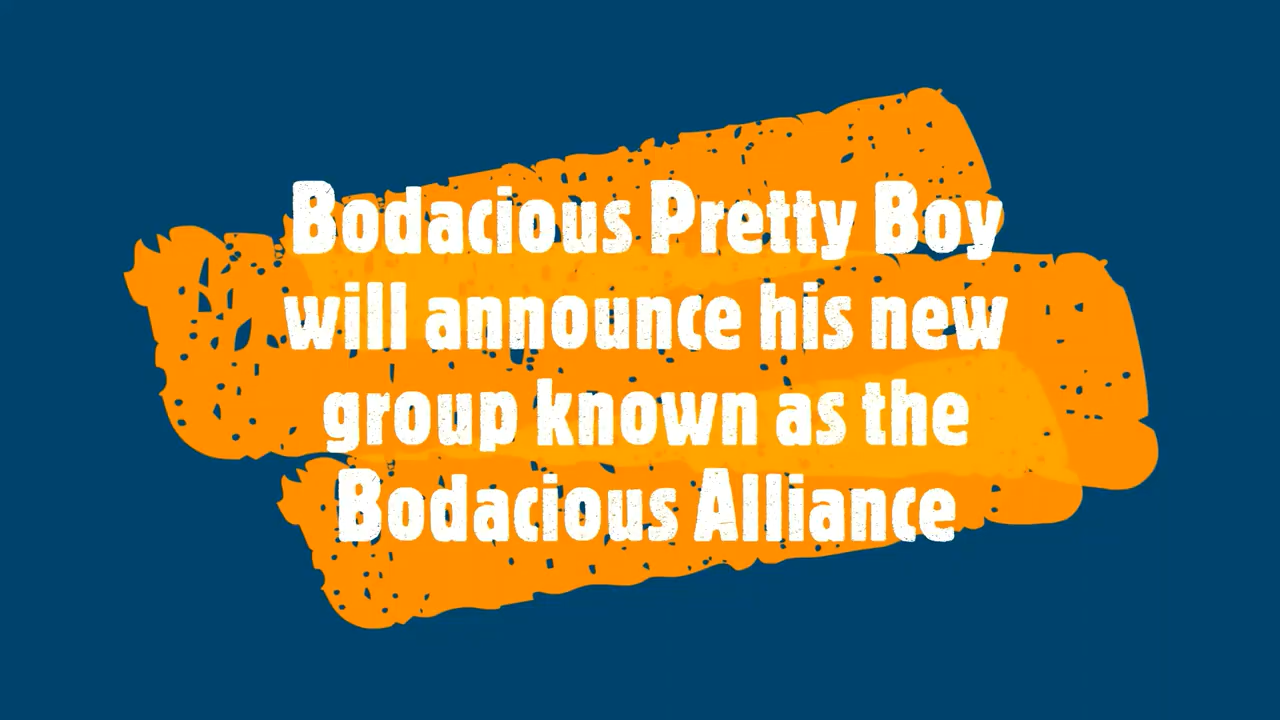 Bodacious Pretty Boy
will announce his new
group known as the
Bodacious Alliance